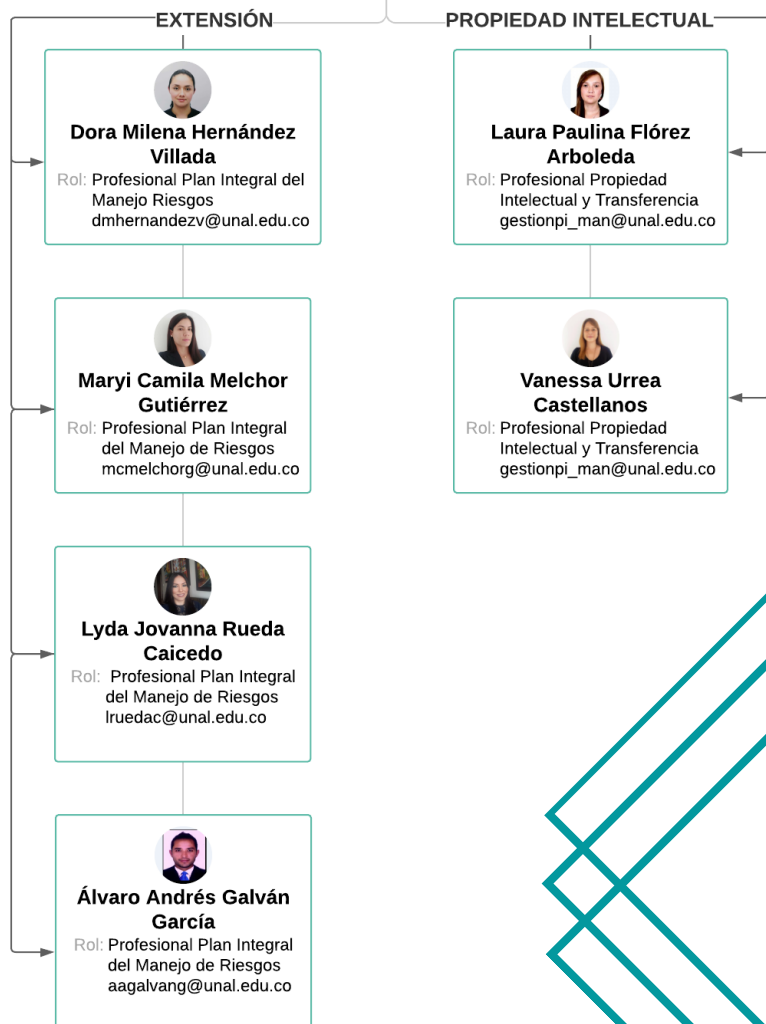 EXTENSIÓN
Dora Milena Hernández
Villada
Rol: Profesional Plan Integral del
Manejo Riesgos
dmhernandezv@unal.edu.co
Maryi Camila Melchor
Gutiérrez
Rol: Profesional Plan Integral
del Manejo de Riesgos
mcmelchorg@unal.edu.co
Lyda Jovanna Rueda
Caicedo
Rol: Profesional Plan Integral
del Manejo de Riesgos
lruedac@unal.edu.co
Álvaro Andrés Galván
García
Rol: Profesional Plan Integral
del Manejo de Riesgos
aagalvang@unal.edu.co
PROPIEDAD INTELECTUAL
Laura Paulina Flórez
Arboleda
Rol: Profesional Propiedad
Intelectual y Transferencia
gestionpi_man@unal.edu.co
Vanessa Urrea
Castellanos
Rol: Profesional Propiedad
Intelectual y Transferencia
gestionpi_man@unal.edu.co